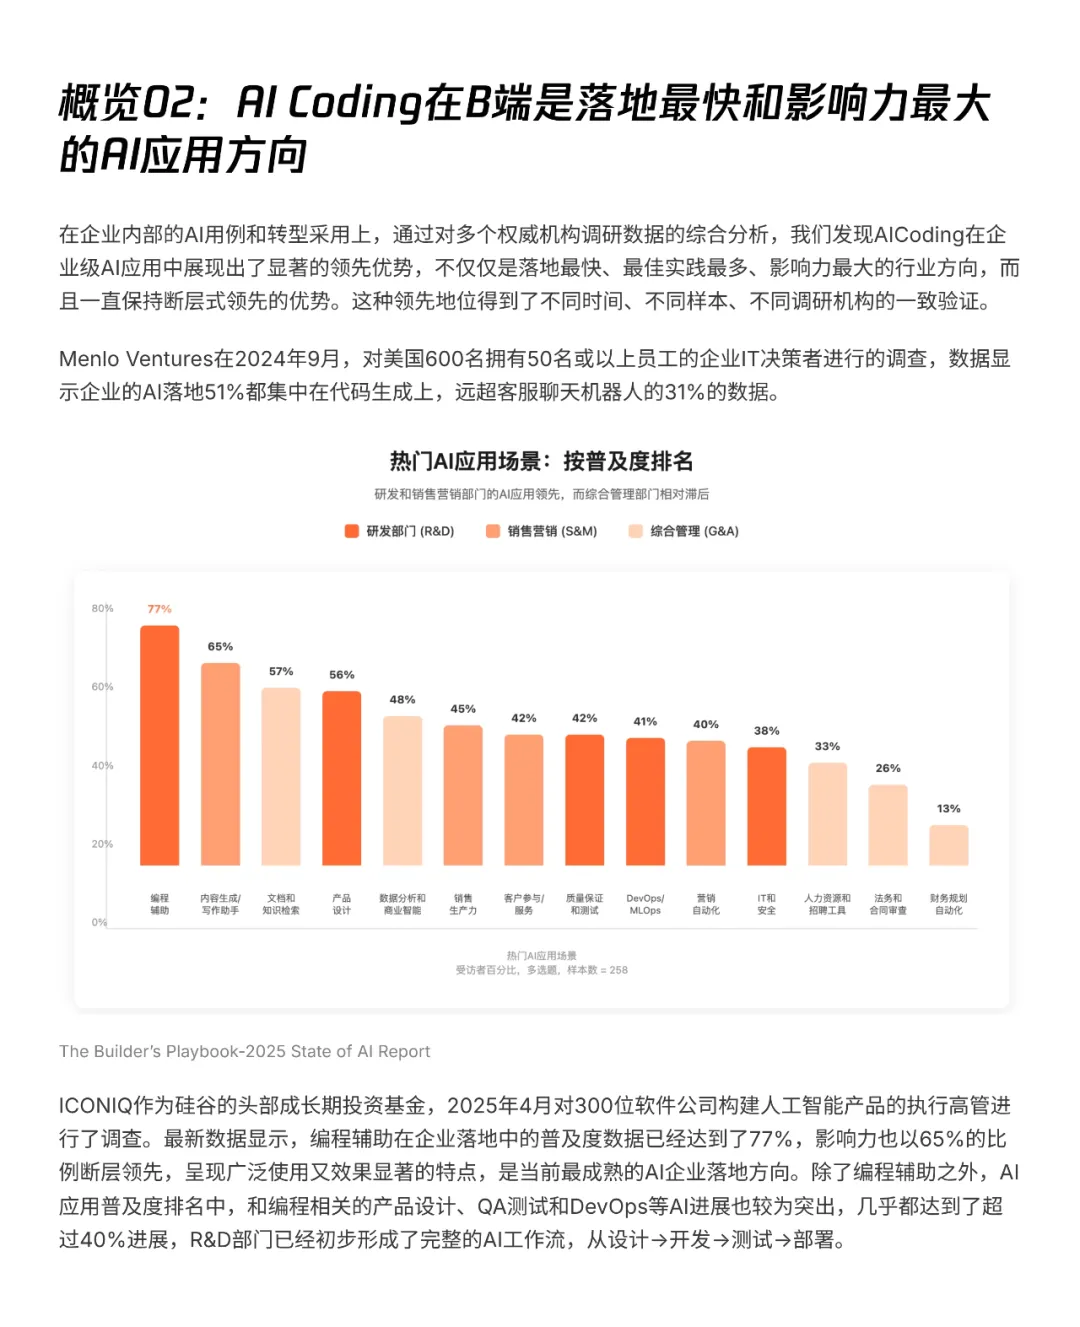 概览02：AI Coding在B端是落地最快和影响力最大
的AI应用方向
在企业内部的AI用例和转型采用上，通过对多个权威机构调研数据的综合分析，我们发现AICoding在企
业级AI应用中展现出了显著的领先优势，不仅仅是落地最快、最佳实践最多、影响力最大的行业方向，而
且一直保持断层式领先的优势。这种领先地位得到了不同时间、不同样本、不同调研机构的一致验证。
Menlo Ventures在2024年9月，对美国600名拥有50名或以上员工的企业IT决策者进行的调查，数据显
示企业的AI落地51%都集中在代码生成上，远超客服聊天机器人的31%的数据。
热门AI应用场景：按普及度排名
研发和销售营销部门的AI应用领先，而综合管理部门相对滞后
研发部门 (R&D) 销售营销 (S&M) 综合管理 (G&A)
80%
60%
40%
20%
0%
77%
65%
57%
56%
48%
45%
42%
42%
41%
40%
38%
33%
26%
13%
编程
辅助
内容生成/
写作助手
文档和
知识检索
产品
设计
数据分析和
商业智能
销售
生产力
客户参与/
服务
质量保证
和测试
DevOps/
MLOps
营销
自动化
IT和
安全
人力资源和
招聘工具
法务和
合同审查
财务规划
自动化
热门AI应用场景
受访者百分比，多选题，样本数 = 258
The Builder’s Playbook-2025 State of AI Report
ICONIQ作为硅谷的头部成长期投资基金，2025年4月对300位软件公司构建人工智能产品的执行高管进
行了调查。最新数据显示，编程辅助在企业落地中的普及度数据已经达到了77%，影响力也以65%的比
例断层领先，呈现广泛使用又效果显著的特点，是当前最成熟的AI企业落地方向。除了编程辅助之外，AI
应用普及度排名中，和编程相关的产品设计、QA测试和DevOps等AI进展也较为突出，几乎都达到了超
过40%进展，R&D部门已经初步形成了完整的AI工作流，从设计→开发→测试→部署。